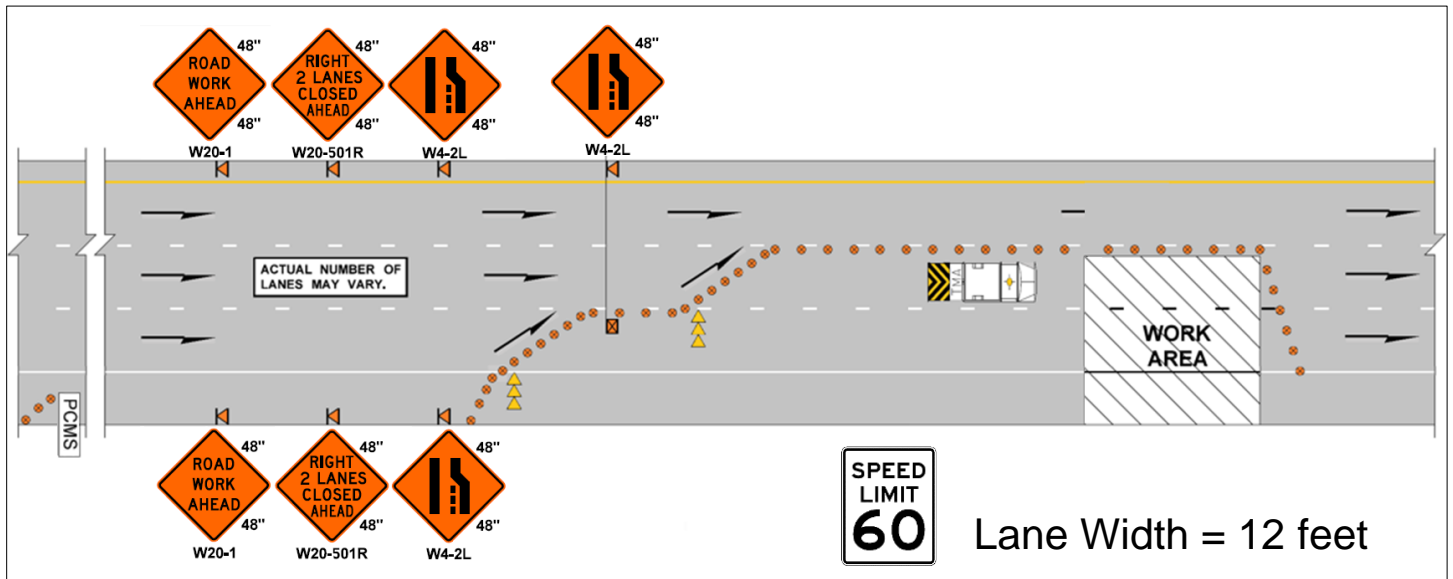 ROAD
WORK
AHEAD
48"
48"
W20-1
RIGHT
2 LANES
CLOSED
AHEAD
48"
48"
W20-501R
48"
48"
W4-2L
48"
48"
W4-2L
ACTUAL NUMBER OF
LANES MAY VARY.
TMA
WORK
AREA
PCMS
ROAD
WORK
AHEAD
48"
48"
W20-1
RIGHT
2 LANES
CLOSED
AHEAD
48"
48"
W20-501R
48"
48"
W4-2L
SPEED
LIMIT
60
Lane Width = 12 feet